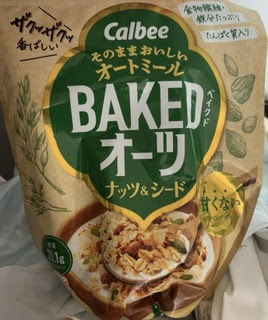 ザクッザクッ
香ばしい
Calbee
食物繊維・
鉄分たっぷり
たんぱく質入り
そのままおいしい
オートミール
BAKED
ベイクド
オーツ
ナッツ&シード
甘くない
糖質